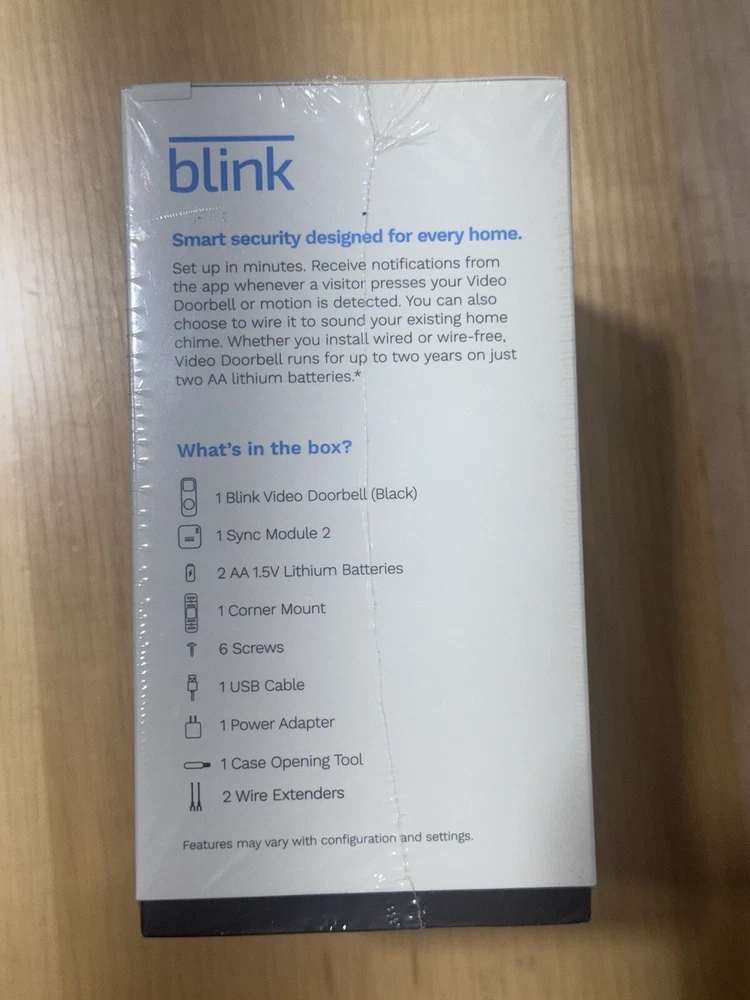 blink
Smart security designed for every home.
Set up in minutes. Receive notifications from
the app whenever a visitor presses your Video
Doorbell or motion is detected. You can also
choose to wire it to sound your existing home
chime. Whether you install wired or wire-free,
Video Doorbell runs for up to two years on just
two AA lithium batteries.*
What's in the box?
1 Blink Video Doorbell (Black)
1 Sync Module 2
2 AA 1.5V Lithium Batteries
1 Corner Mount
6 Screws
1 USB Cable
1 Power Adapter
1 Case Opening Tool
2 Wire Extenders
Features may vary with configuration and settings.